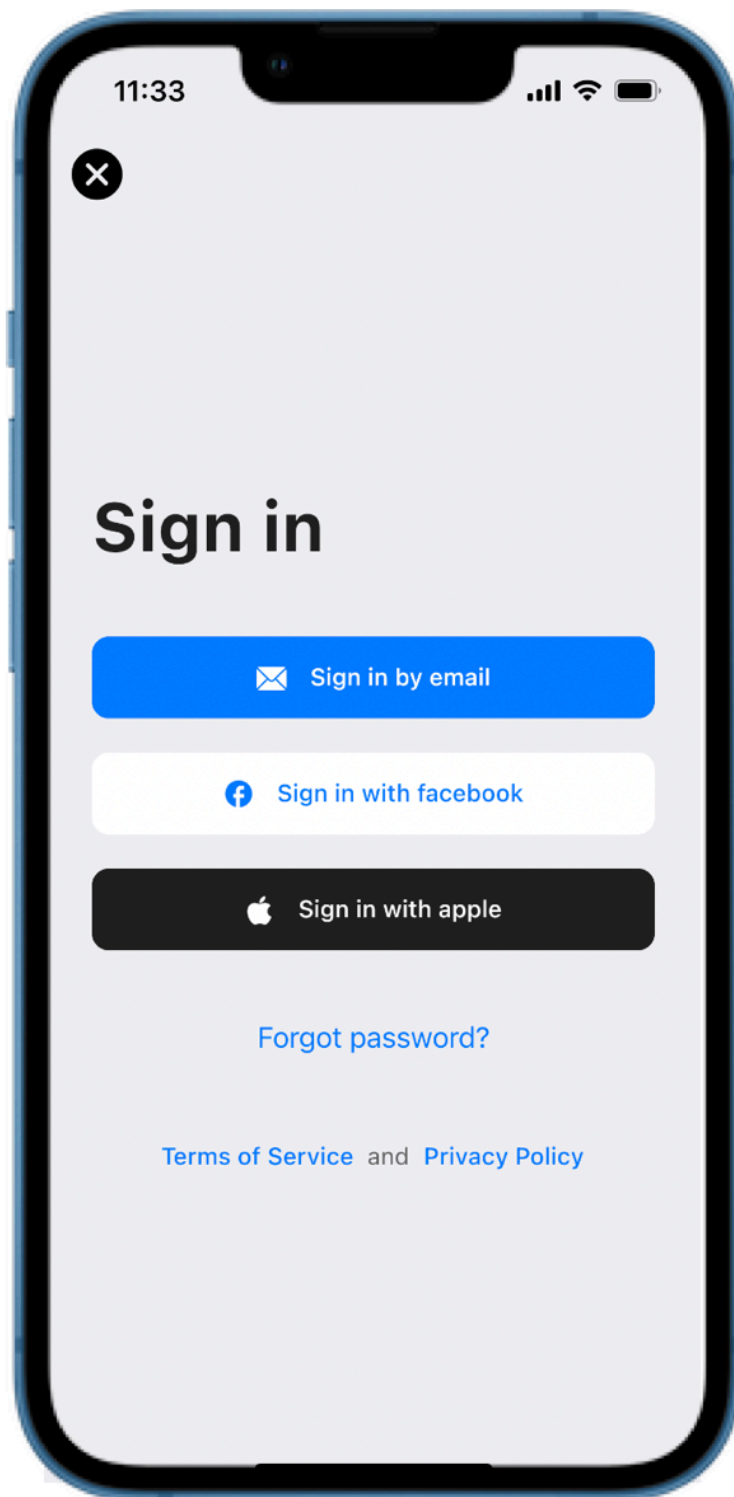 11:33
Sign in
Sign in by email
Sign in with facebook
Sign in with apple
Forgot password?
Terms of Service and Privacy Policy